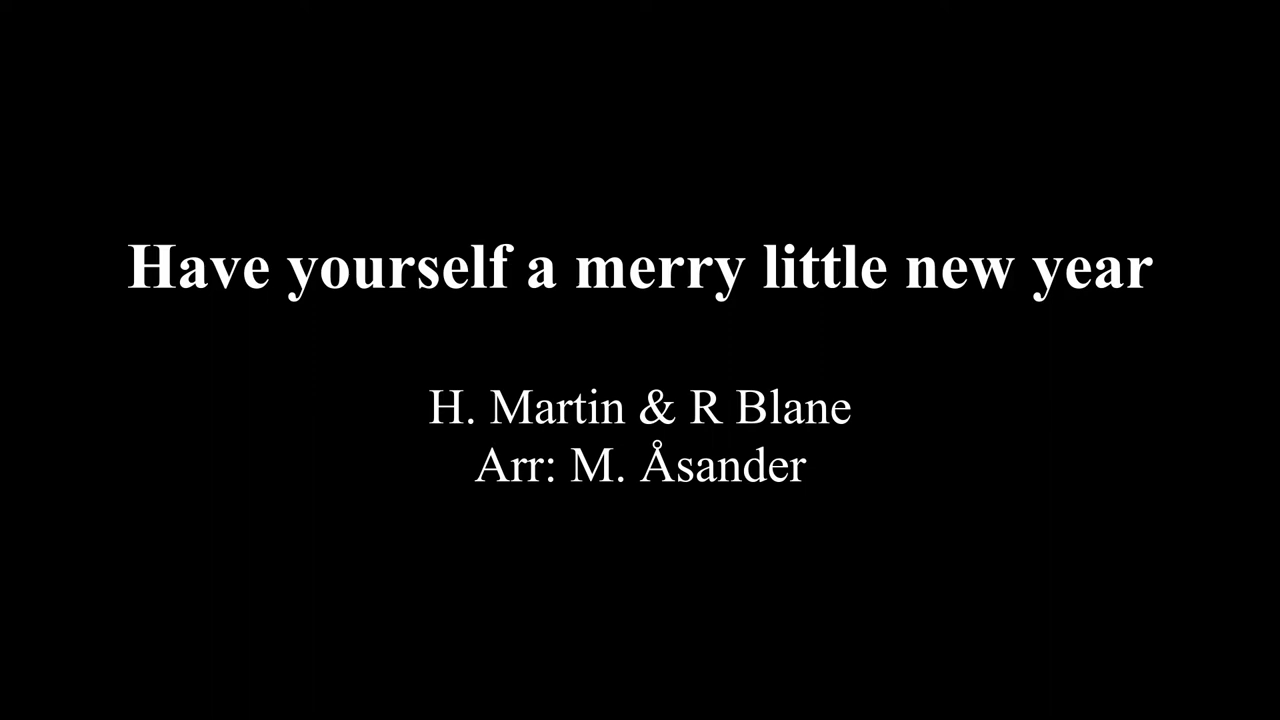 Have yourself a merry little new year
H. Martin & R Blane
Arr: M. Åsander